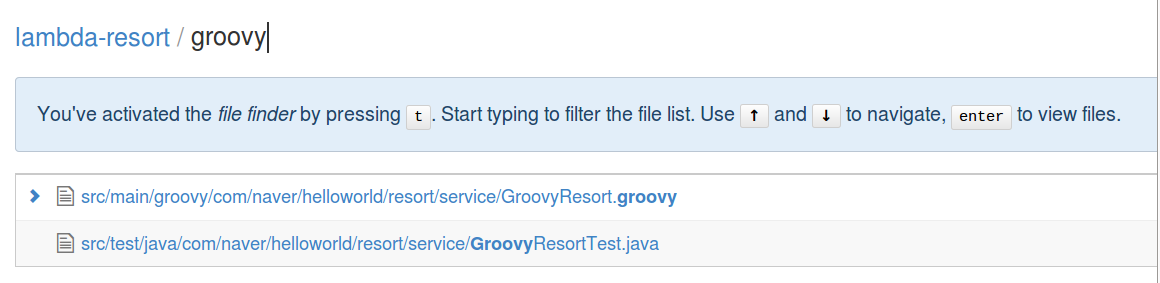 lambda-resort / groovy
You've activated the file finder by pressing t. Start typing to filter the file list. Use ↑ and ↓ to navigate, enter to view files.
src/main/groovy/com/naver/helloworld/resort/service/GroovyResort.groovy
src/test/java/com/naver/helloworld/resort/service/GroovyResortTest.java